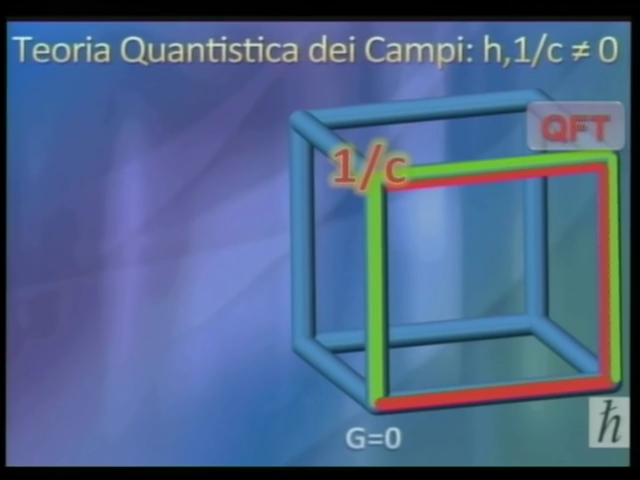 Teoria Quantistica dei Campi: h,1/c ≠ 0
QFT
1/c
ħ
G=0